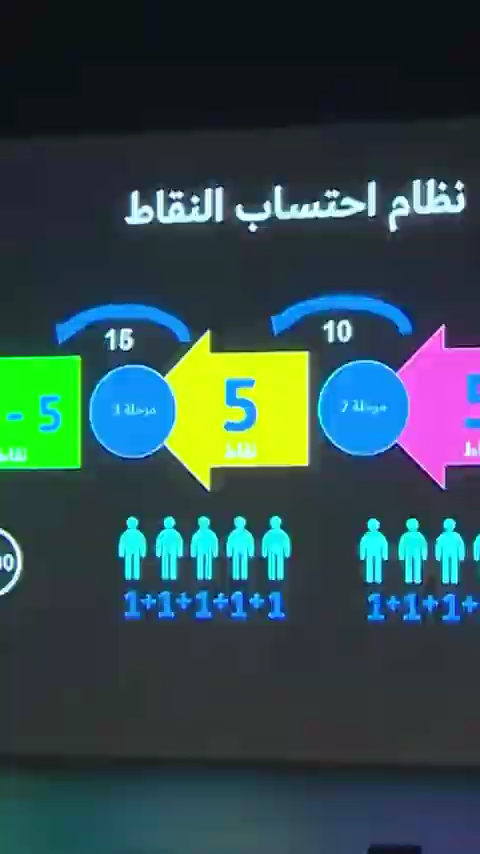 نظام احتساب النقاط
10
15
مرحلة 2
5
نقاط
مرحلة 3
5 -
نقاط
1+1+1+
1+1+1+1+1